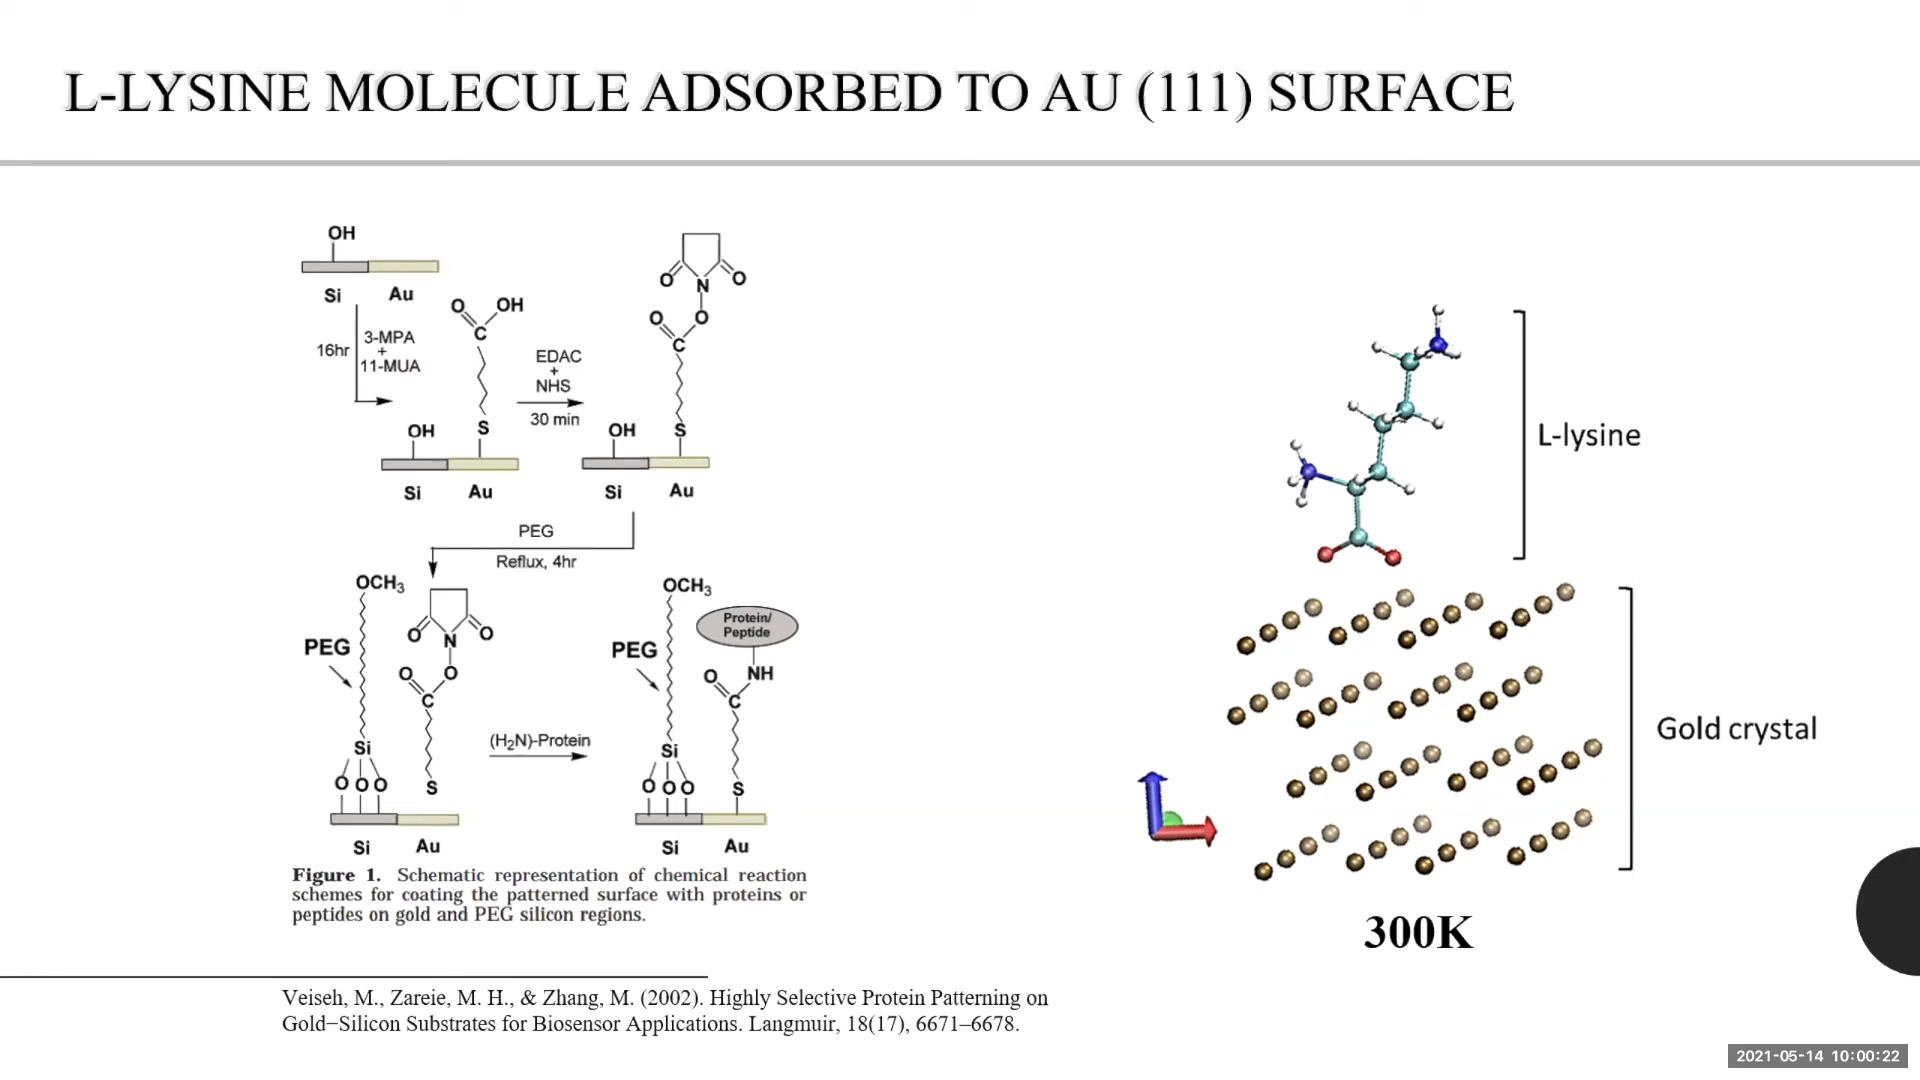 L-LYSINE MOLECULE ADSORBED TO AU (111) SURFACE
OH
Si
Au
16hr
3-MPA
+
11-MUA
O
OH
C
S
OH
Si
Au
EDAC
+
NHS
30 min
O
O
N
O
O
C
S
OH
Si
Au
PEG
Reflux, 4hr
OCH3
PEG
Si
O O O
O
O
N
O
O
C
S
Si
Au
(H2N)-Protein
OCH3
PEG
Si
O O O
Protein/
Peptide
NH
O
C
S
Si
Au
Figure 1. Schematic representation of chemical reaction
schemes for coating the patterned surface with proteins or
peptides on gold and PEG silicon regions.
L-lysine
Gold crystal
300K
Veiseh, M., Zareie, M. H., & Zhang, M. (2002). Highly Selective Protein Patterning on
Gold−Silicon Substrates for Biosensor Applications. Langmuir, 18(17), 6671–6678.
2021-05-14 10:00:22